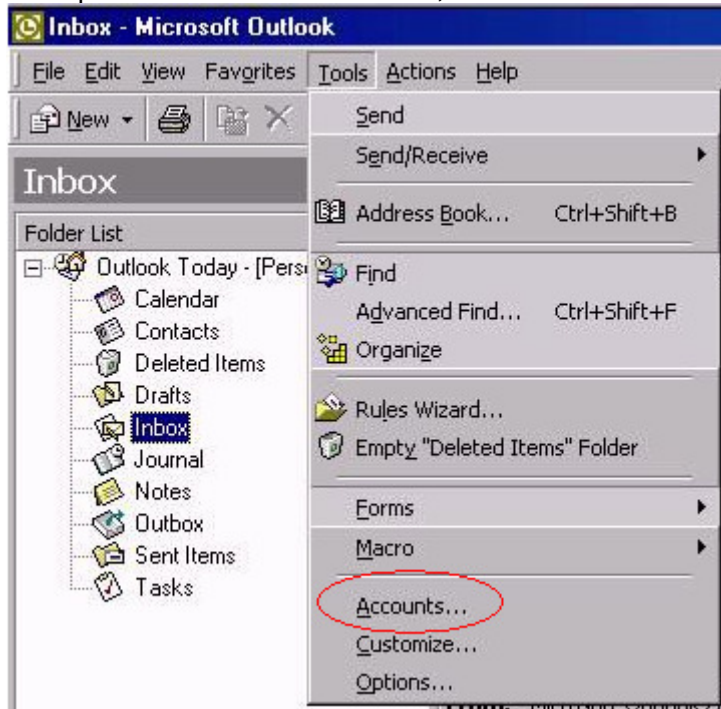 Inbox - Microsoft Outlook
File Edit View Favorites Tools Actions Help
New
Inbox
Folder List
Outlook Today - [Pers
Calendar
Contacts
Deleted Items
Drafts
Inbox
Journal
Notes
Outbox
Sent Items
Tasks
Send
Send/Receive
Address Book... Ctrl+Shift+B
Find
Advanced Find... Ctrl+Shift+F
Organize
Rules Wizard...
Empty "Deleted Items" Folder
Forms
Macro
Accounts...
Customize...
Options...